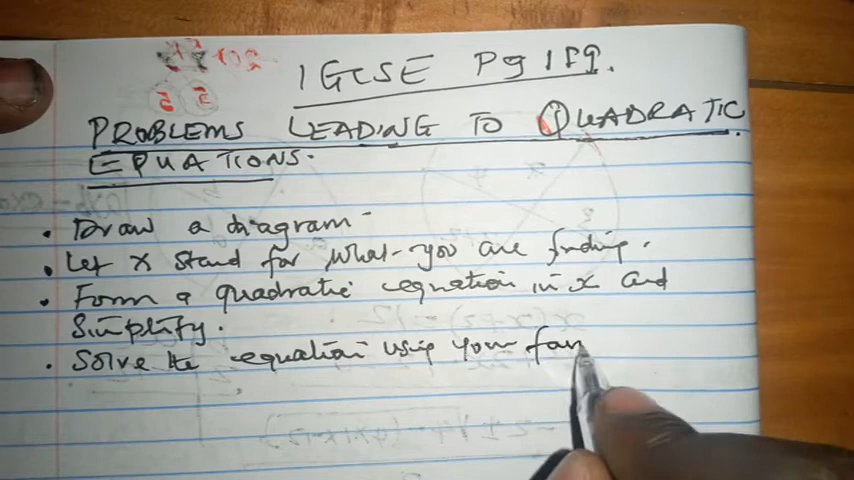 IGCSE Pg 189.
PROBLEMS LEADING TO QUADRATIC
EQUATIONS.
• Draw a diagram
• Let x stand for what you are finding.
• Form a quadratic equation in x and
simplify.
• Solve the equation using your fav